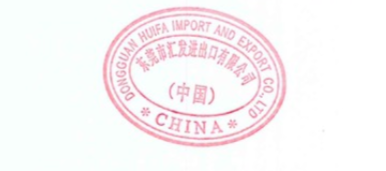 DONGGUAN HUIFA IMPORT AND EXPORT CO., LTD
东莞市汇发进出口有限公司
(中国)
* CHINA *